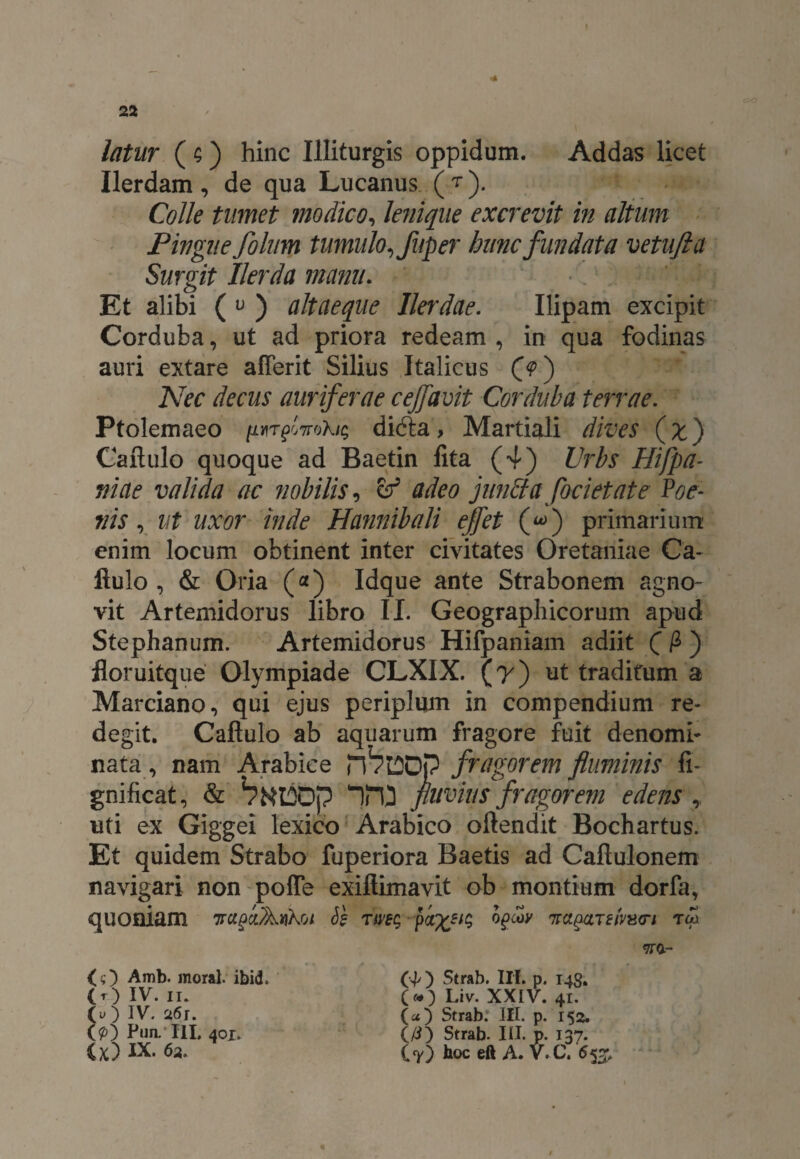 22
latur (ς) hinc Illiturgis oppidum. Addas licet
Ilerdam, de qua Lucanus (τ).
Colle tumet modico, lenique excrevit in altum
Pingue ſolum tumulo, ſuper hunc fundata vetuſta
Surgit Ilerda manu.
Et alibi (υ) altaeque Ilerdae. Ilipam excipit
Corduba, ut ad priora redeam, in qua fodinas
auri extare aſſerit Silius Italicus (φ)
Nec decus auriferae ceſſavit Corduba terrae.
Ptolemaeo μητρόπολις dicta, Martiali dives (χ)
Caſtulo quoque ad Baetin ſita (ψ) Urbs Hiſpa-
niae valida ac nobilis, & adeo juncta ſocietate Poe-
nis, ut uxor inde Hannibali eſſet (ω) primarium
enim locum obtinent inter civitates Oretaniae Ca-
ſtulo, & Oria (α) Idque ante Strabonem agno-
vit Artemidorus libro II. Geographicorum apud
Stephanum. Artemidorus Hiſpaniam adiit (β)
floruitque Olympiade CLXIX. (γ) ut traditum a
Marciano, qui ejus periplum in compendium re-
degit. Caſtulo ab aquarum fragore fuit denomi-
nata, nam Arabice קסטלה fragorem fluminis ſi-
gnificat, & נהר קסטאל fluvius fragorem edens,
uti ex Giggei lexico Arabico oſtendit Bochartus.
Et quidem Strabo ſuperiora Baetis ad Caſtulonem
navigari non poſſe exiſtimavit ob montium dorſa,
quoniam παράλληλοι δέ τινες ῥάχεις ὀρῶν παρατείνουσι τῷ
πο-
(ς) Amb. moral. ibid.
(τ) IV. 11.
(υ) IV. 261.
(φ) Pun. III. 401.
(χ) IX. 62.
(ψ) Strab. III. p. 148.
(ω) Liv. XXIV. 41.
(α) Strab. III. p. 152.
(β) Strab. III. p. 137.
(γ) hoc eſt A. V. C. 653.